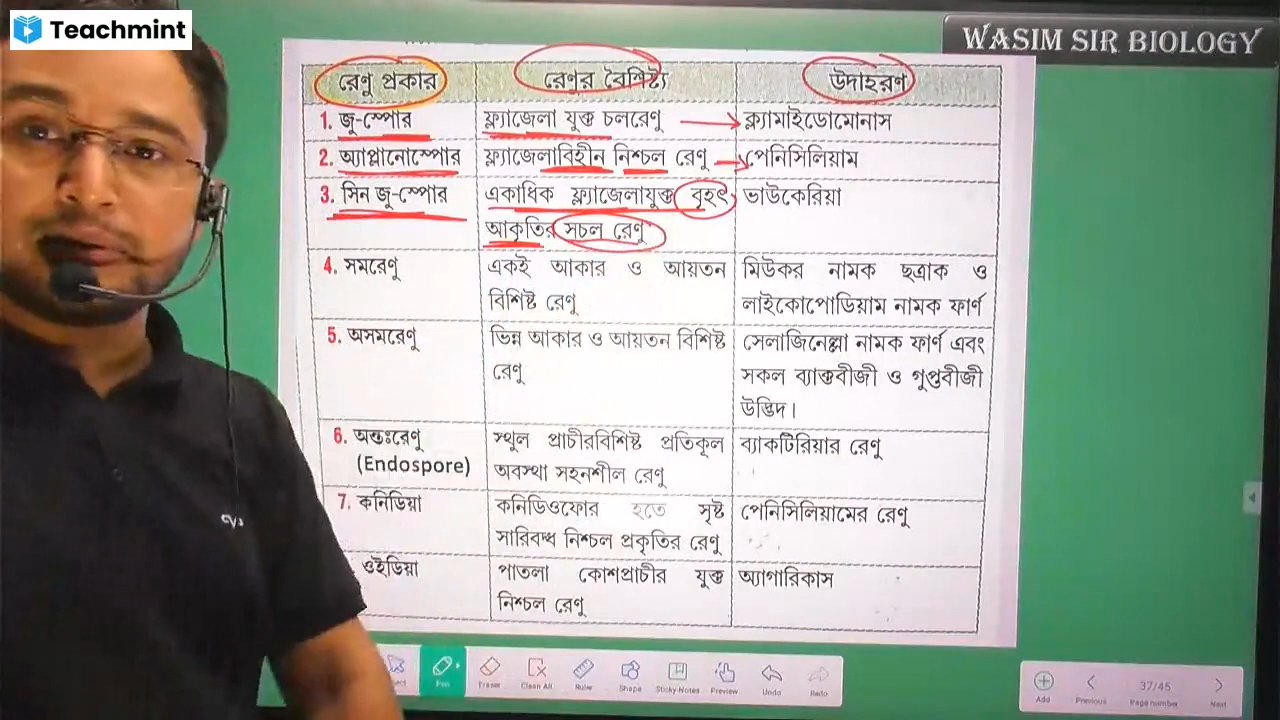 Teachmint
WASIM SIR BIOLOGY
রেণু প্রকার
রেণুর বৈশিষ্ট্য
উদাহরণ
1. জু-স্পোর
ফ্ল্যাজেলা যুক্ত চলরেণু
ক্ল্যামাইডোমোনাস
2. অ্যাপ্লানোস্পোর
ফ্ল্যাজেলাবিহীন নিশ্চল রেণু
পেনিসিলিয়াম
3. সিন জু-স্পোর
একাধিক ফ্ল্যাজেলাযুক্ত বৃহৎ
আকৃতির সচল রেণু
ভাউকেরিয়া
4. সমরেণু
একই আকার ও আয়তন
বিশিষ্ট রেণু
মিউকর নামক ছত্রাক ও
লাইকোপোডিয়াম নামক ফার্ণ
5. অসমরেণু
ভিন্ন আকার ও আয়তন বিশিষ্ট
রেণু
সেলাজিনেল্লা নামক ফার্ণ এবং
সকল ব্যাক্তবীজী ও গুপ্তবীজী
উদ্ভিদ।
6. অন্তঃরেণু
(Endospore)
স্থুল প্রাচীরবিশিষ্ট প্রতিকূল
অবস্থা সহনশীল রেণু
ব্যাকটিরিয়ার রেণু
7. কনিডিয়া
কনিডিওফোর হতে সৃষ্ট
সারিবদ্ধ নিশ্চল প্রকৃতির রেণু
পেনিসিলিয়ামের রেণু
ওইডিয়া
পাতলা কোশপ্রাচীর যুক্ত
নিশ্চল রেণু
অ্যাগারিকাস
Pen
Eraser
Clean All
Ruler
Shape
Sticky Notes
Preview
Undo
Redo
Add
Previous
37/45
Page number
Next